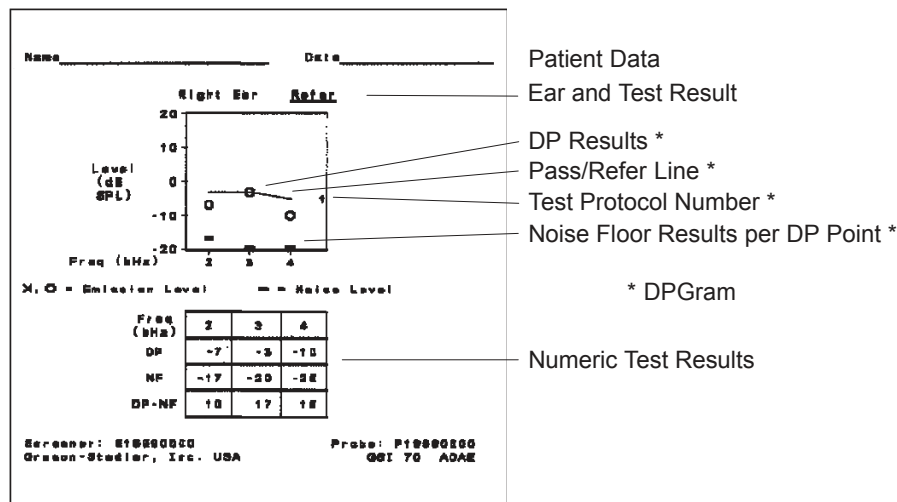 Name Date
Patient Data
Right Ear Refer
Ear and Test Result
20
10
Level
(dB
SPL)
0
-10
-20
1
DP Results *
Pass/Refer Line *
Test Protocol Number *
Noise Floor Results per DP Point *
Freq (kHz) 2 3 4
X, O = Emission Level - = Noise Level
* DPGram
Freq
(kHz) 2 3 4
DP -7 -3 -10
NF -17 -20
DP-NF 10 17
Numeric Test Results
Screener: Probe:
Grason-Stadler, Inc. USA GSI 70 AOAE